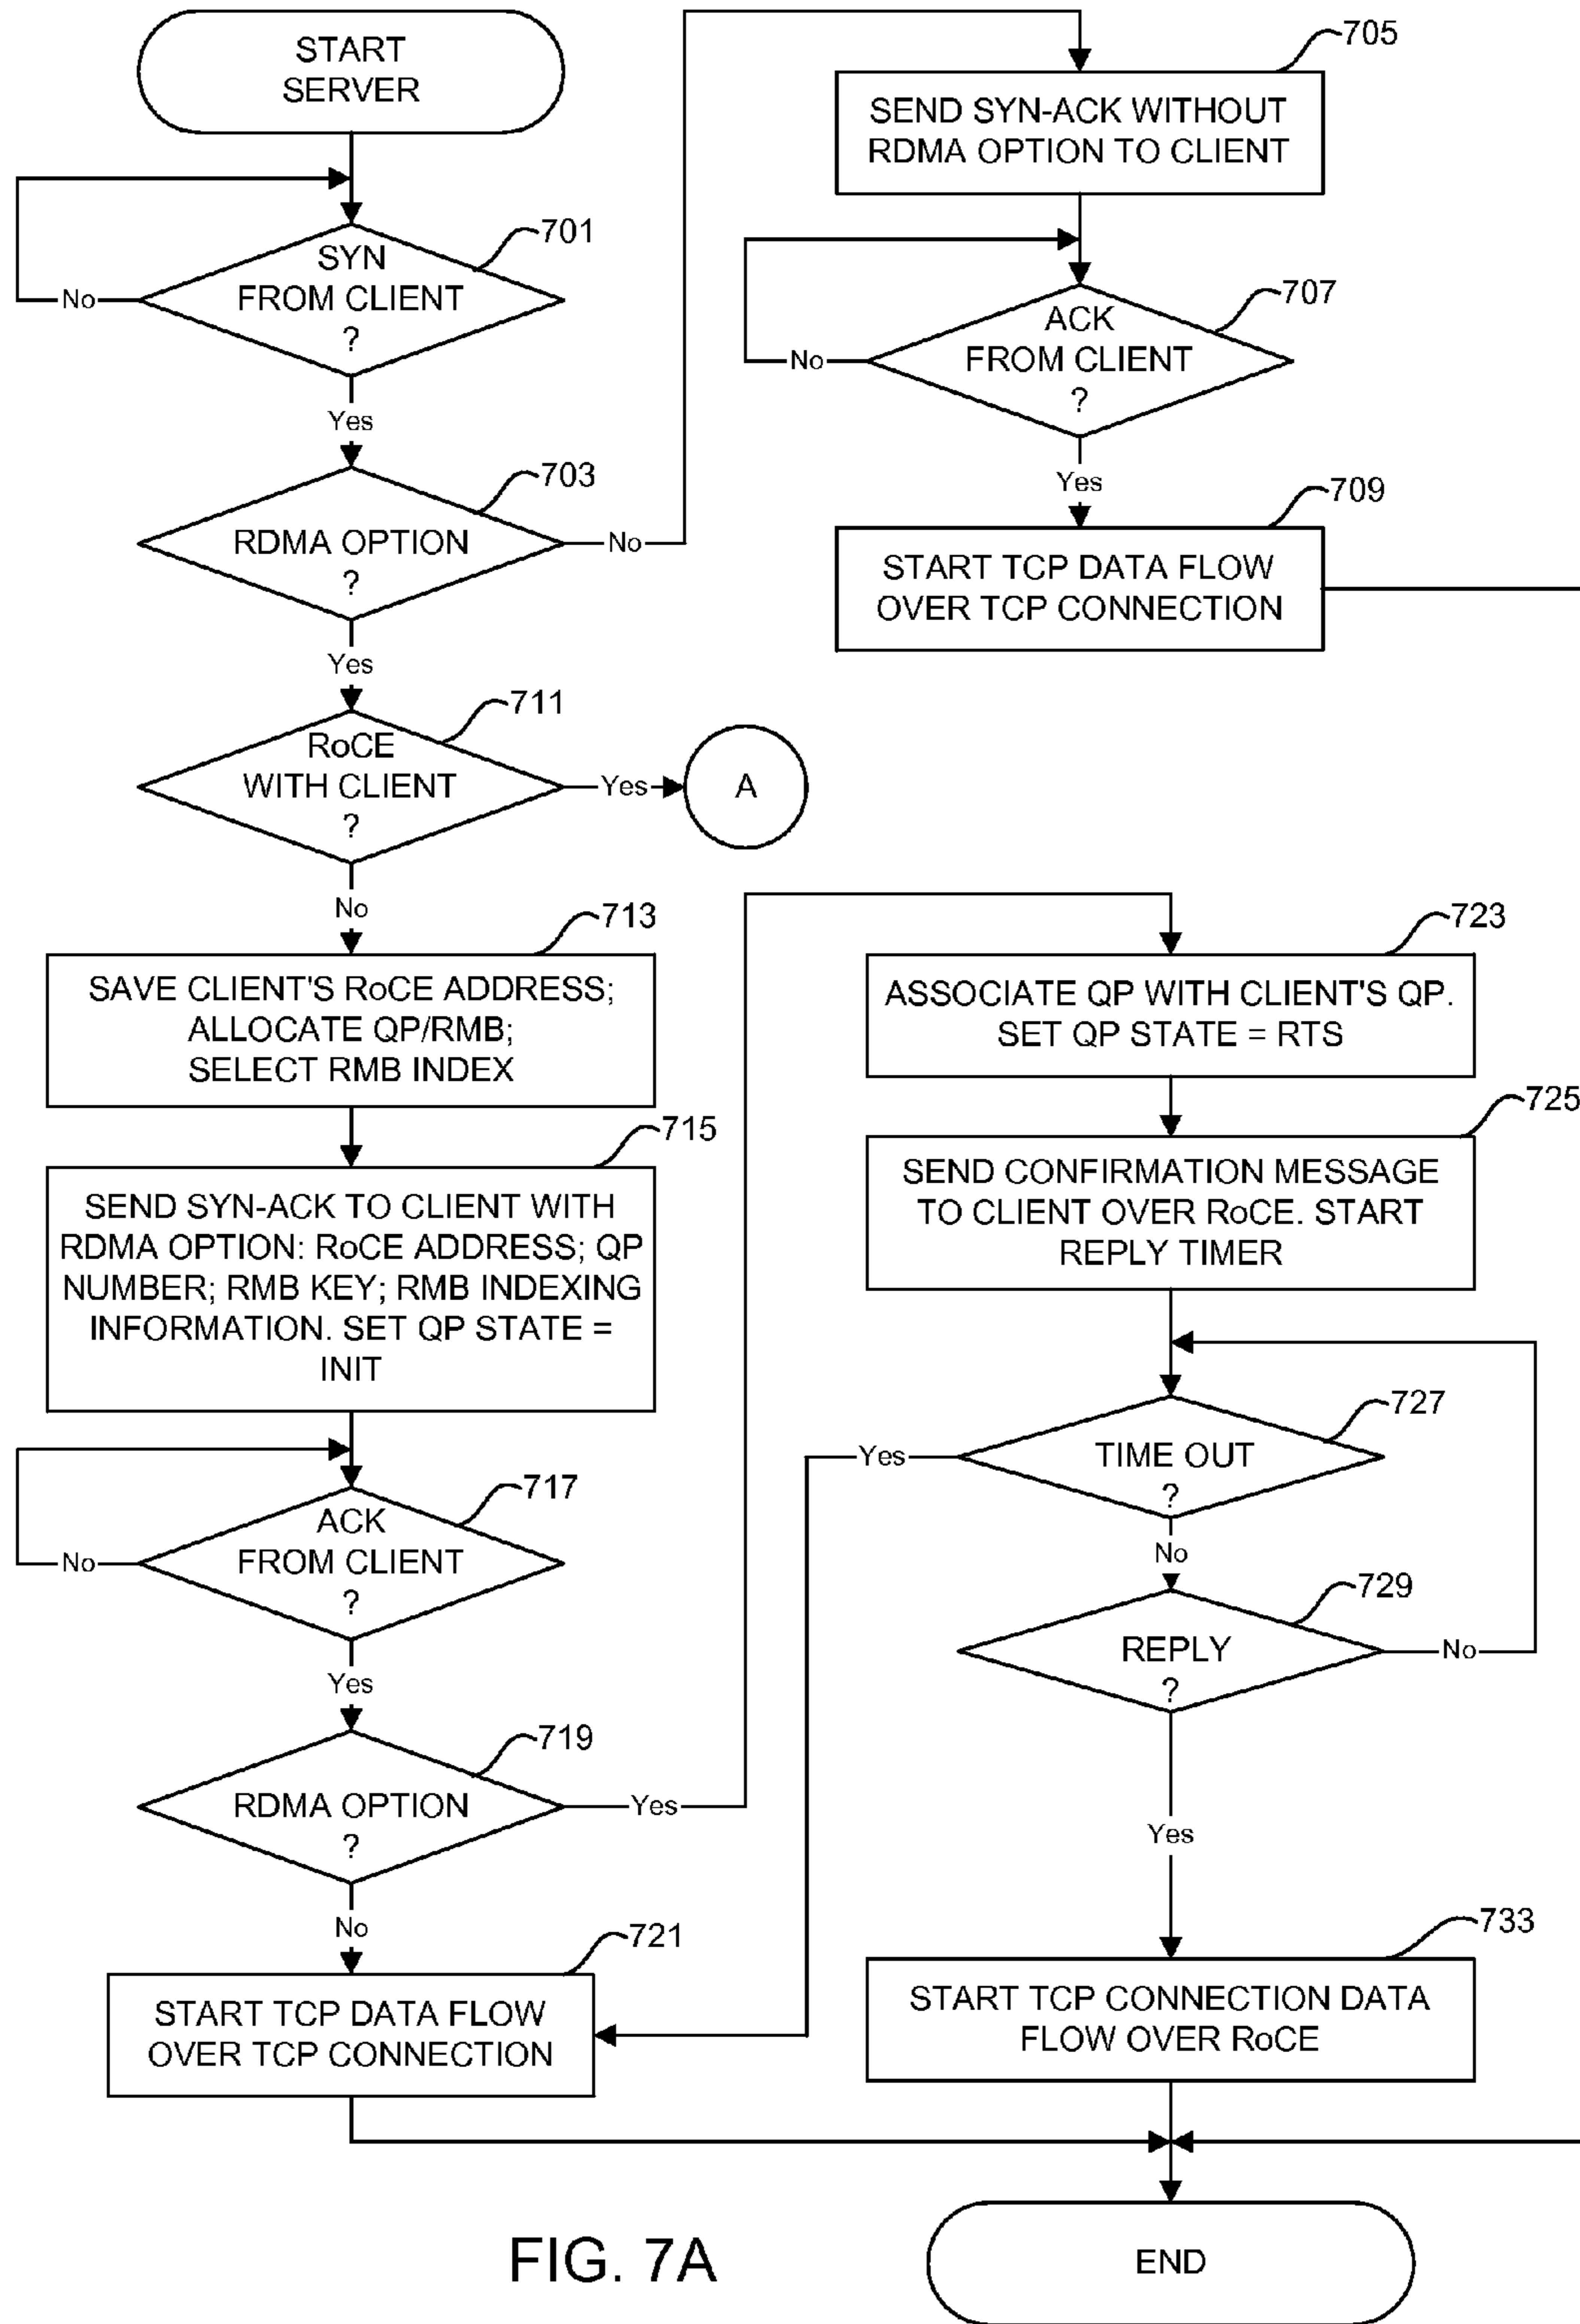 START
SERVER
701
SYN
FROM CLIENT
?
No
Yes
703
RDMA OPTION
?
No
Yes
705
SEND SYN-ACK WITHOUT
RDMA OPTION TO CLIENT
707
ACK
FROM CLIENT
?
No
Yes
709
START TCP DATA FLOW
OVER TCP CONNECTION
711
RoCE
WITH CLIENT
?
Yes
A
No
713
SAVE CLIENT'S RoCE ADDRESS;
ALLOCATE QP/RMB;
SELECT RMB INDEX
715
SEND SYN-ACK TO CLIENT WITH
RDMA OPTION: RoCE ADDRESS; QP
NUMBER; RMB KEY; RMB INDEXING
INFORMATION. SET QP STATE =
INIT
717
ACK
FROM CLIENT
?
No
Yes
719
RDMA OPTION
?
Yes
No
721
START TCP DATA FLOW
OVER TCP CONNECTION
723
ASSOCIATE QP WITH CLIENT'S QP.
SET QP STATE = RTS
725
SEND CONFIRMATION MESSAGE
TO CLIENT OVER RoCE. START
REPLY TIMER
727
TIME OUT
?
Yes
No
729
REPLY
?
No
Yes
733
START TCP CONNECTION DATA
FLOW OVER RoCE
END
FIG. 7A